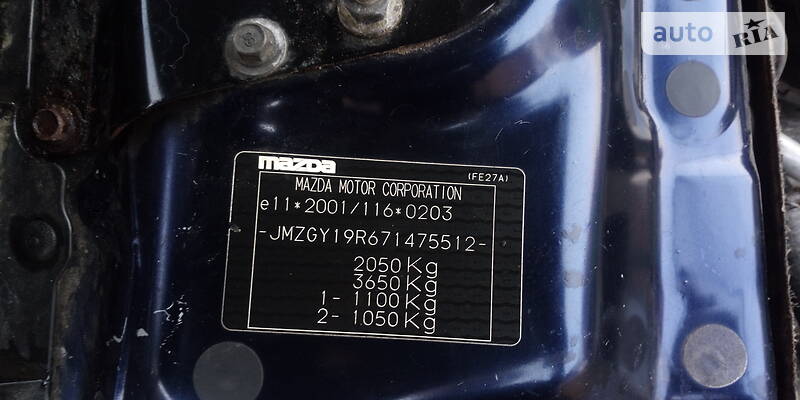 auto RIA
mazda
(FE27A)
MAZDA MOTOR CORPORATION
e11*2001/116*0203
-JMZGY19R671475512-
2050 Kg
3650 Kg
1- 1100 Kg
2- 1050 Kg